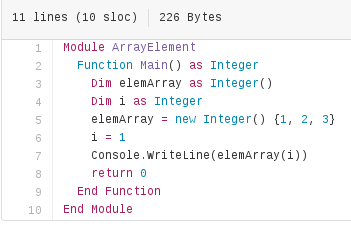 11 lines (10 sloc) 226 Bytes
1 Module ArrayElement
2   Function Main() as Integer
3     Dim elemArray as Integer()
4     Dim i as Integer
5     elemArray = new Integer() {1, 2, 3}
6     i = 1
7     Console.WriteLine(elemArray(i))
8     return 0
9   End Function
10 End Module